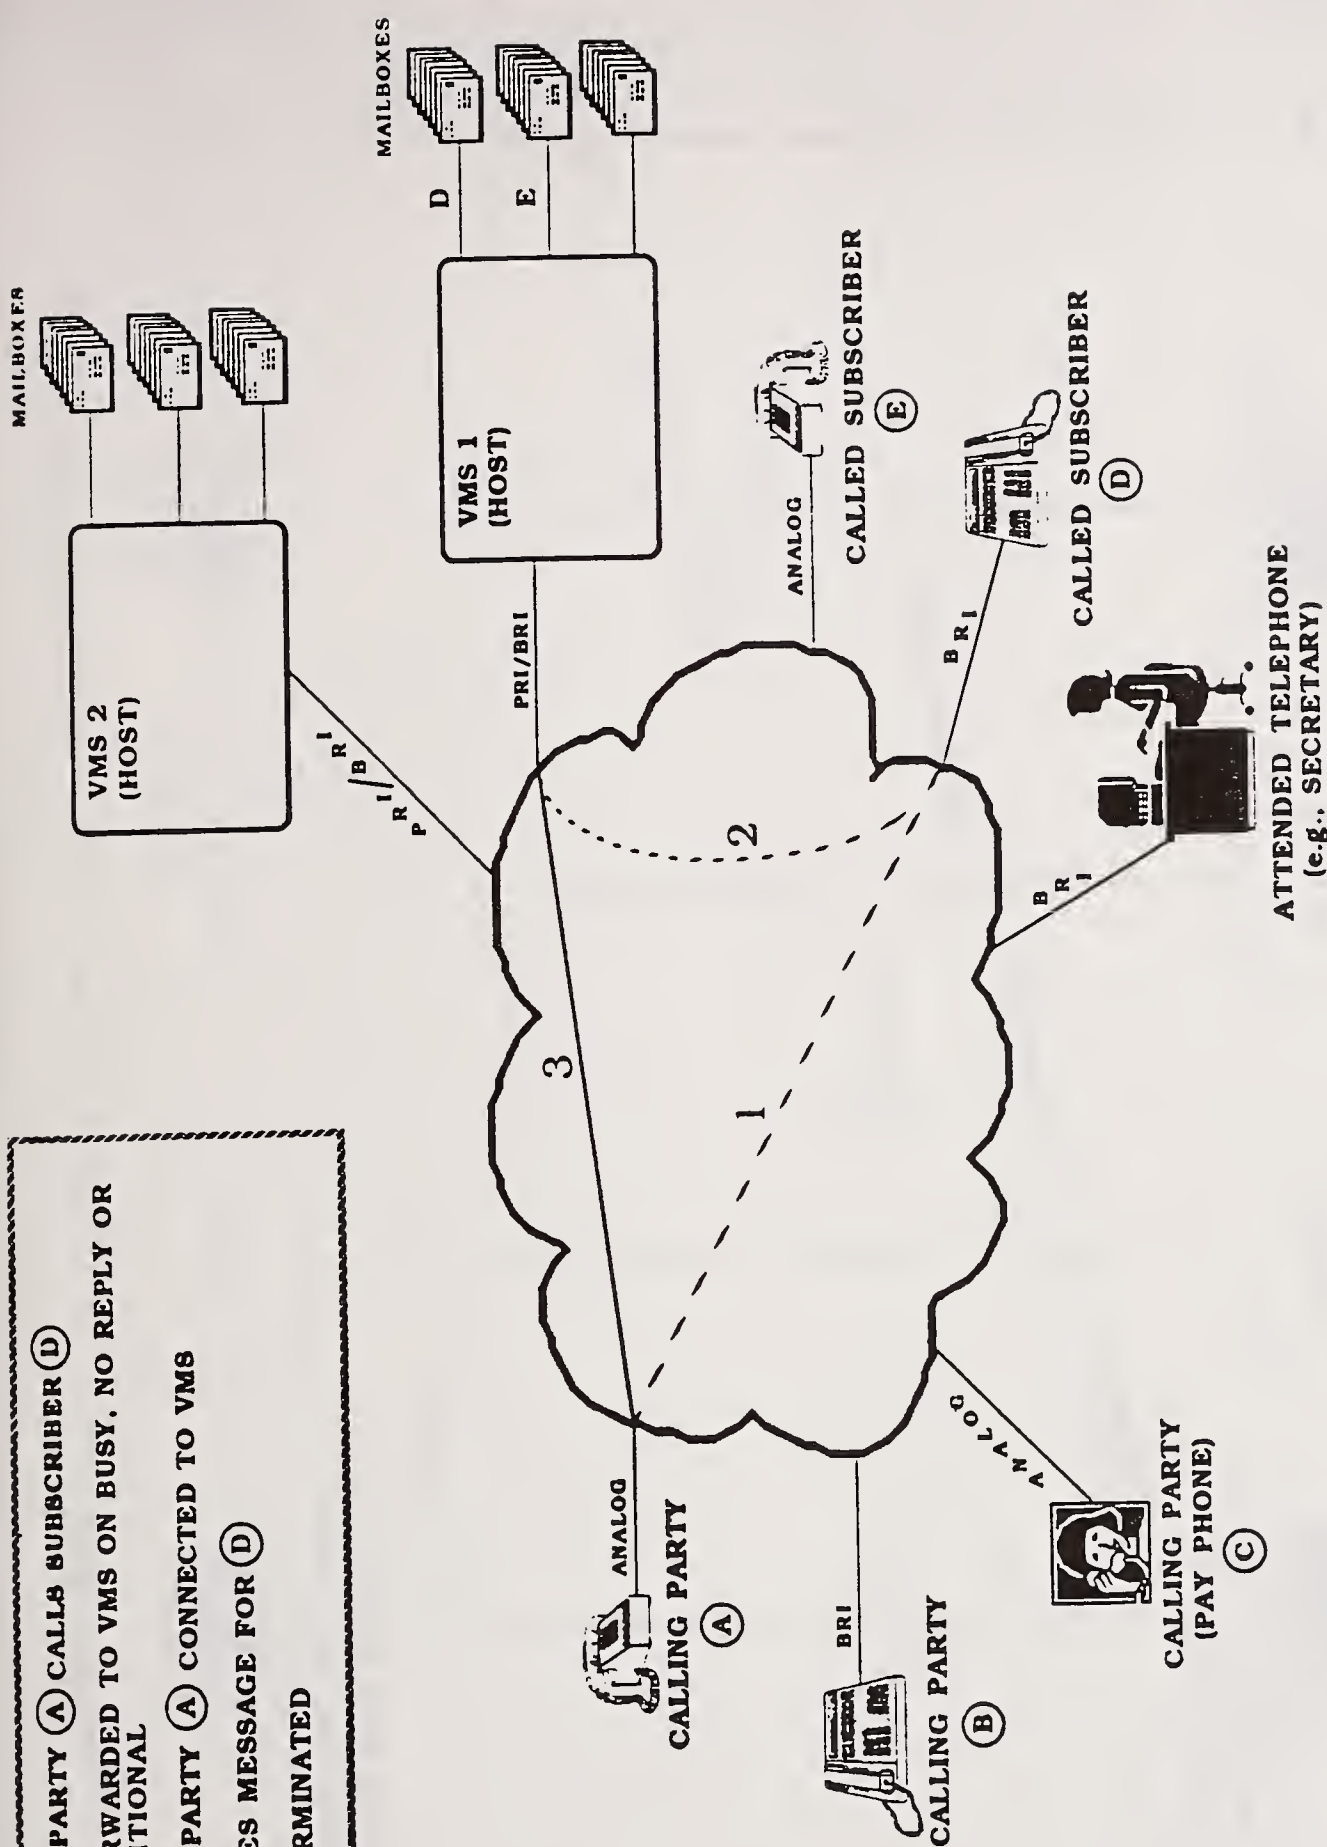 PARTY (A) CALLS SUBSCRIBER (D)
RWARDED TO VMS ON BUSY, NO REPLY OR
TIONAL
PARTY (A) CONNECTED TO VMS
ES MESSAGE FOR (D)
RMINATED
MAILBOXES
VMS 2
(HOST)
PRI/BRI
MAILBOXES
D
E
VMS 1
(HOST)
PRI/BRI
3
2
1
ANALOG
CALLING PARTY
(A)
BRI
CALLING PARTY
(B)
ANALOG
CALLING PARTY
(PAY PHONE)
(C)
ANALOG
CALLED SUBSCRIBER
(E)
BRI
CALLED SUBSCRIBER
(D)
BRI
ATTENDED TELEPHONE
(e.g., SECRETARY)